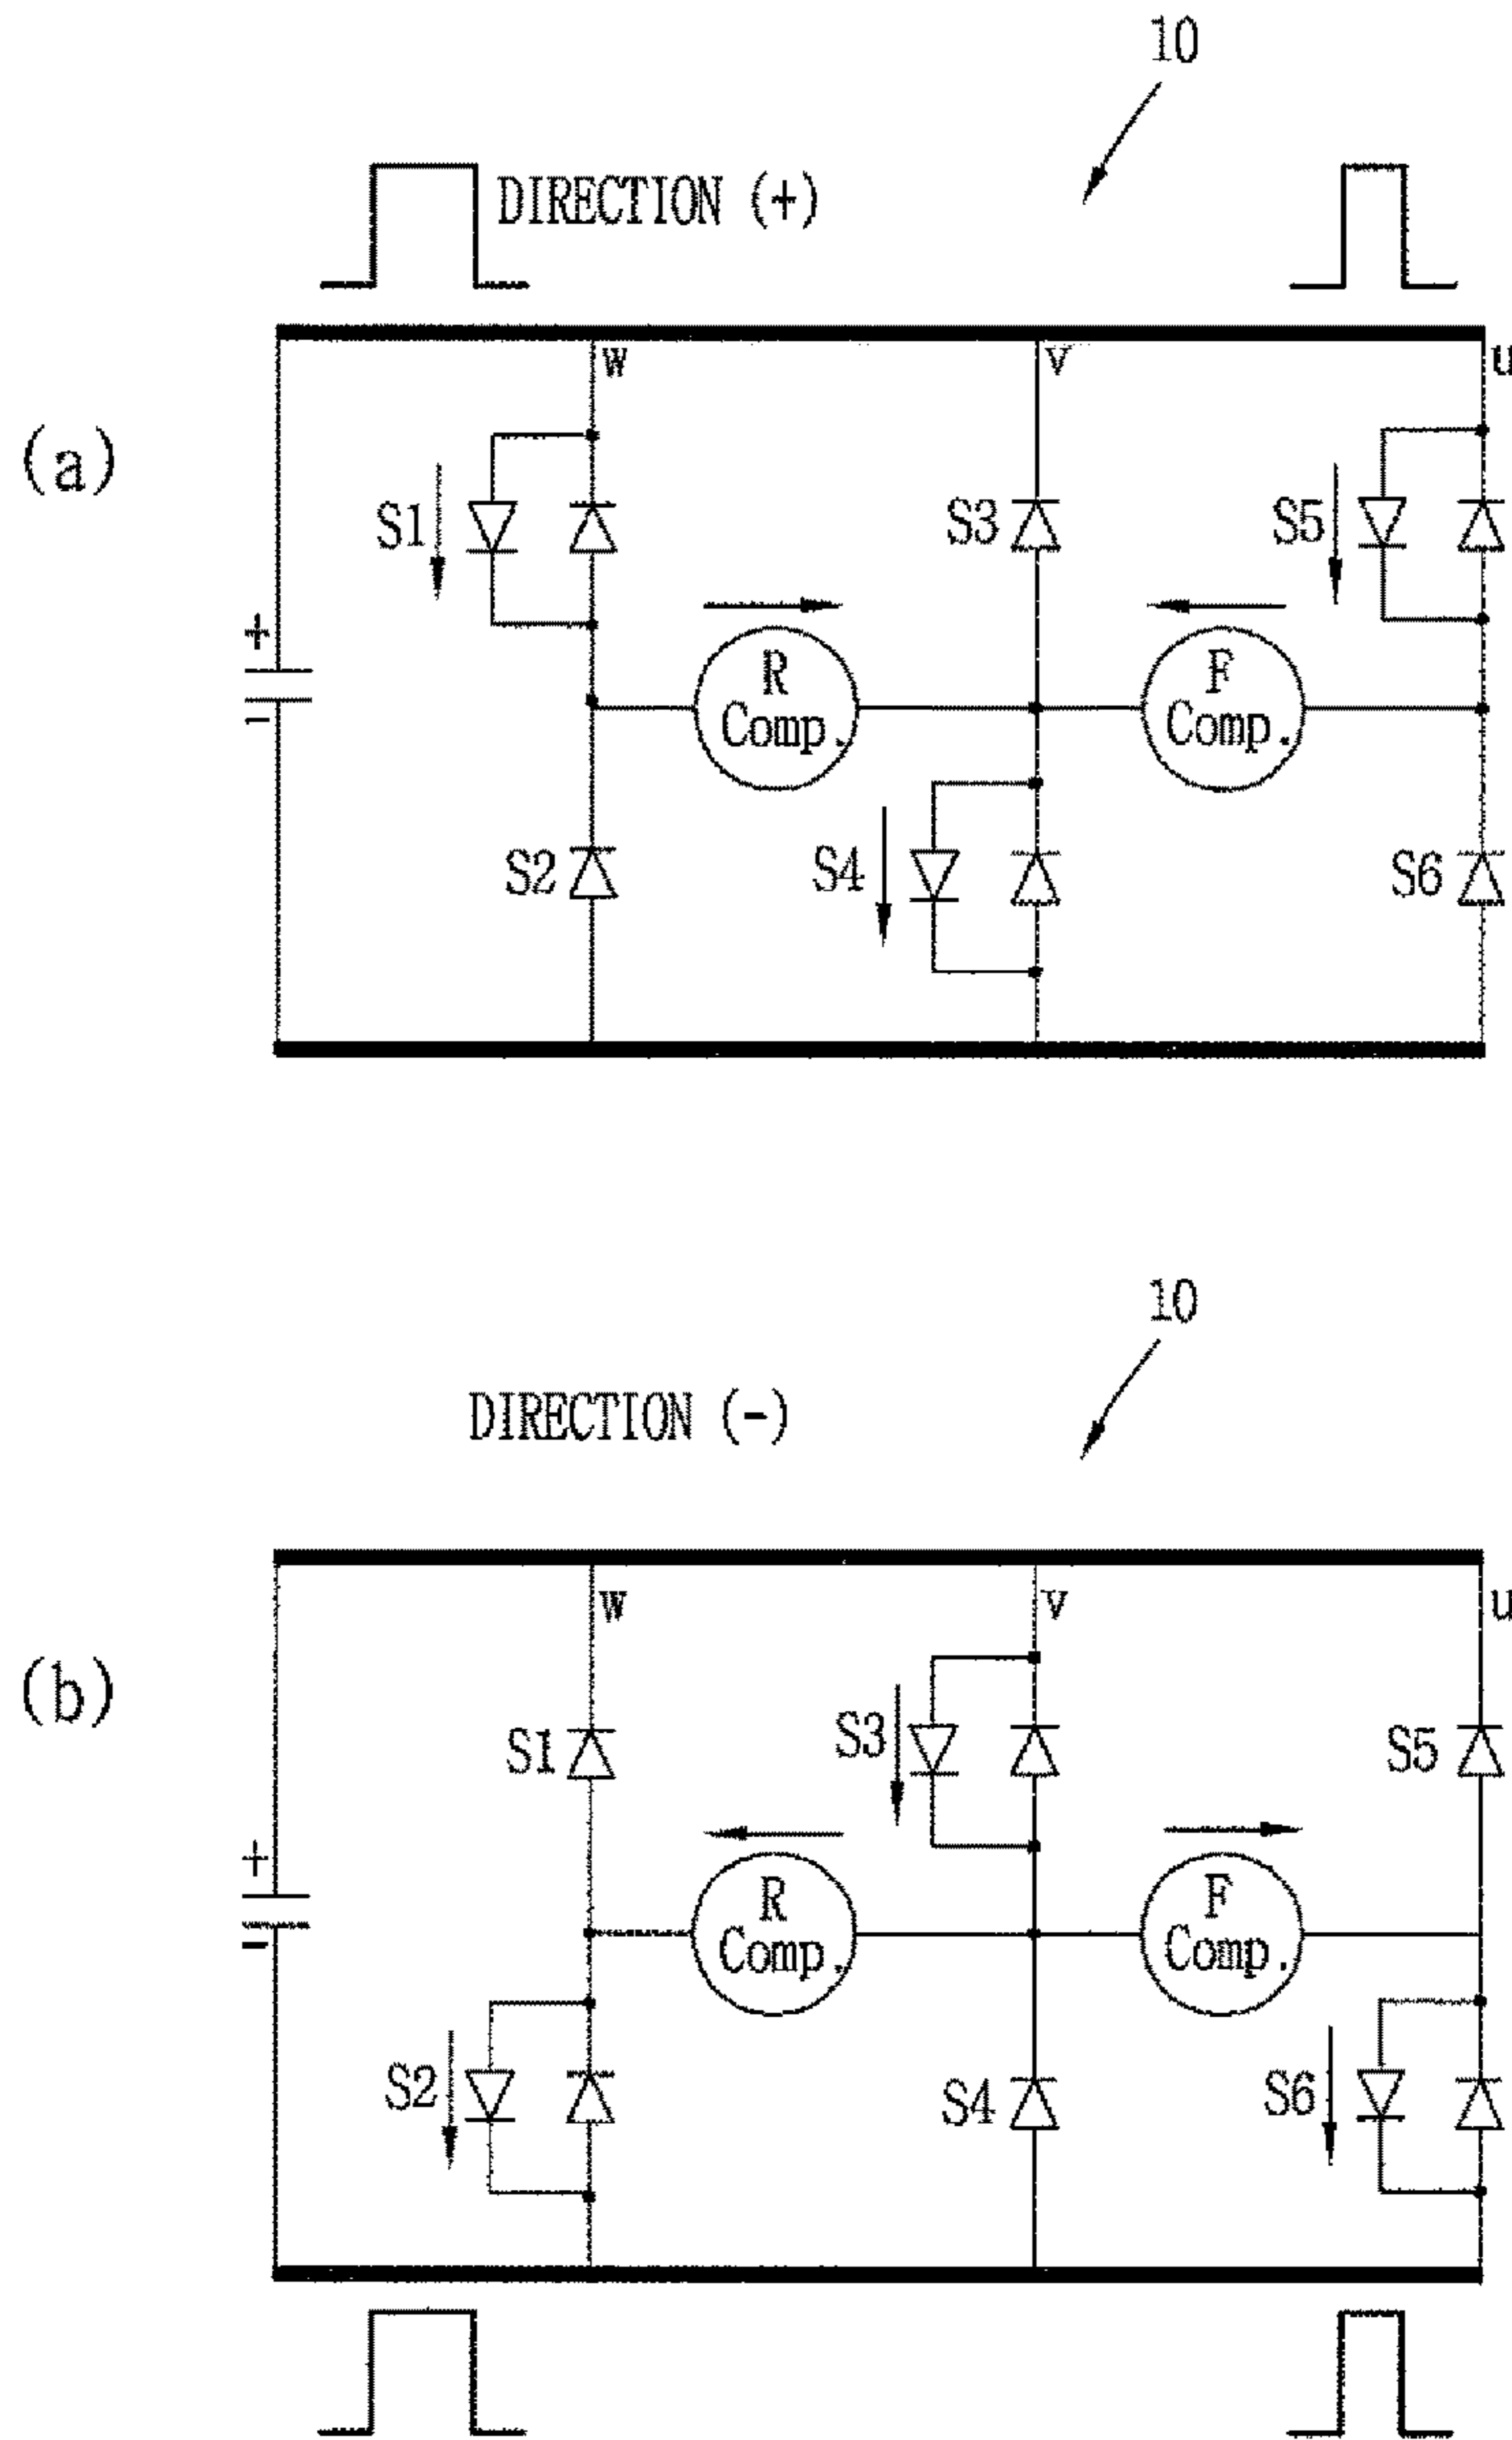 10
DIRECTION (+)
w
v
u
(a)
S1
S3
S5
+
-
R
Comp.
F
Comp.
S2
S4
S6
10
DIRECTION (-)
w
v
u
(b)
S1
S3
S5
+
-
R
Comp.
F
Comp.
S2
S4
S6